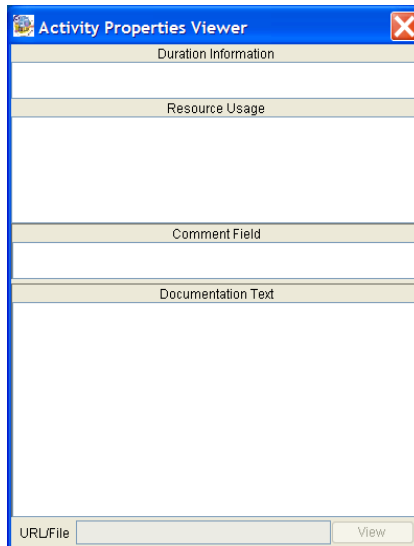 Activity Properties Viewer
Duration Information
Resource Usage
Comment Field
Documentation Text
URL/File
View